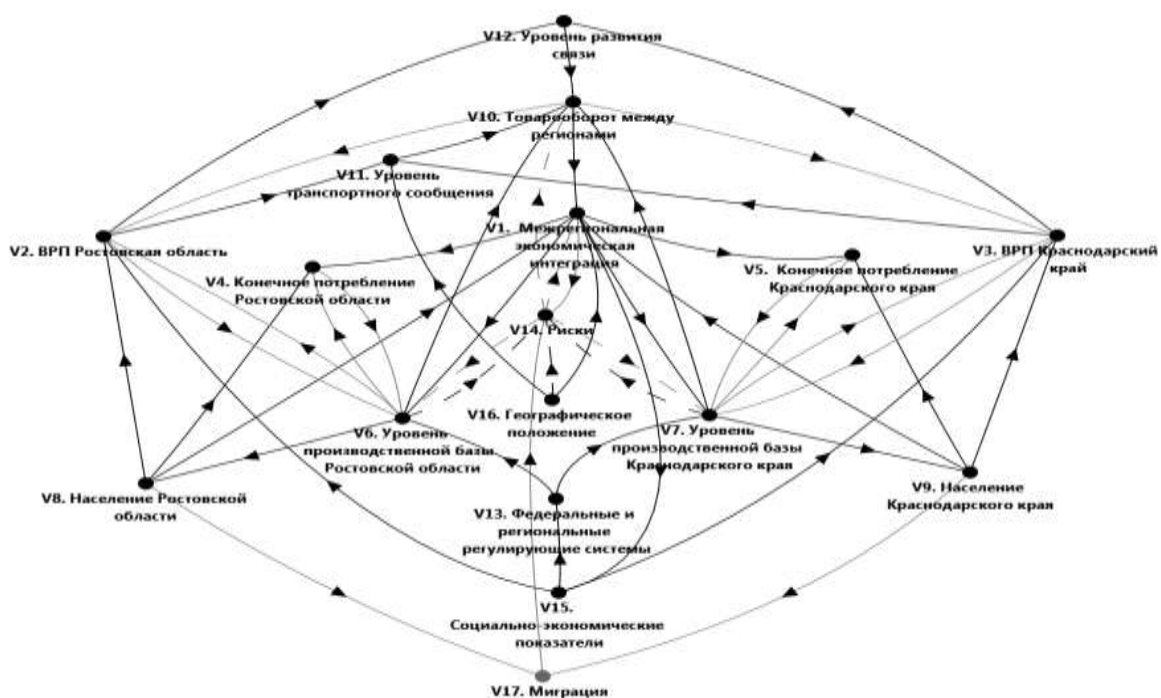 V12. Уровень развития
связи
V10. Товарооборот между
регионами
V11. Уровень
транспортного сообщения
V2. ВРП Ростовская область
V1. Межрегиональная
экономическая
интеграция
V3. ВРП Краснодарский
край
V4. Конечное потребление
Ростовской области
V5. Конечное потребление
Краснодарского края
V14. Риски
V16. Географическое
положение
V6. Уровень
производственной базы
Ростовской области
V7. Уровень
производственной базы
Краснодарского края
V8. Население Ростовской
области
V9. Население
Краснодарского края
V13. Федеральные и
региональные
регулирующие системы
V15.
Социально-экономические
показатели
V17. Миграция